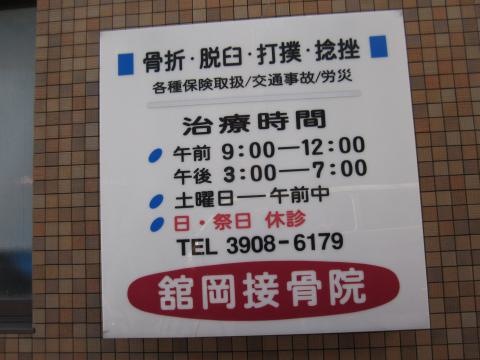 骨折・脱臼・打撲・捻挫
各種保険取扱/交通事故/労災
治療時間
午前 9:00―12:00
午後 3:00―7:00
土曜日―午前中
日・祭日 休診
TEL 3908-6179
舘岡接骨院